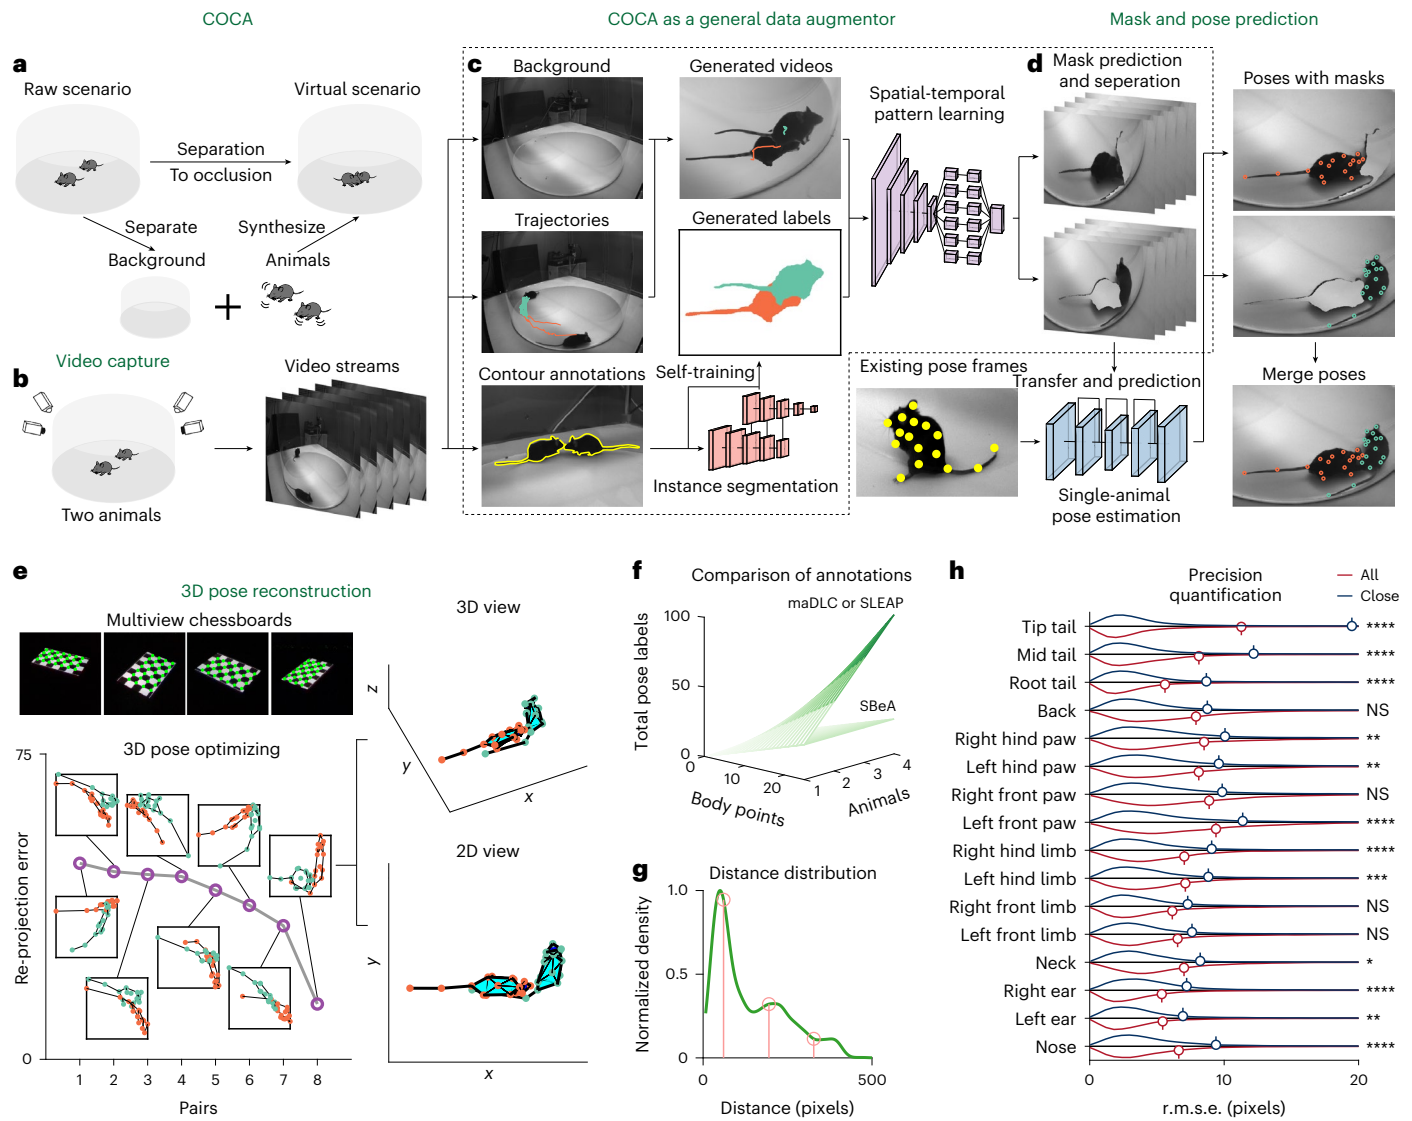 COCA
COCA as a general data augmentor
Mask and pose prediction
a
Raw scenario
Virtual scenario
Separation
To occlusion
Separate
Synthesize
Background
Animals
+
b
Video capture
Video streams
Two animals
c
Background
Generated videos
Spatial-temporal
pattern learning
Trajectories
Generated labels
Contour annotations
Self-training
Instance segmentation
d
Mask prediction
and seperation
Poses with masks
Existing pose frames
Transfer and prediction
Merge poses
Single-animal
pose estimation
e
3D pose reconstruction
Multiview chessboards
3D view
z
y
x
3D pose optimizing
75
Re-projection error
0
1 2 3 4 5 6 7 8
Pairs
2D view
y
x
f
Comparison of annotations
maDLC or SLEAP
100
Total pose labels
50
SBeA
0
0
10
20
Body points
1
2
3
4
Animals
g
Distance distribution
1.0
Normalized density
0.5
0
0
500
Distance (pixels)
h
Precision
quantification
All
Close
Tip tail ****
Mid tail ****
Root tail ****
Back NS
Right hind paw **
Left hind paw **
Right front paw NS
Left front paw ****
Right hind limb ****
Left hind limb ***
Right front limb NS
Left front limb NS
Neck *
Right ear ****
Left ear **
Nose ****
0 10 20
r.m.s.e. (pixels)